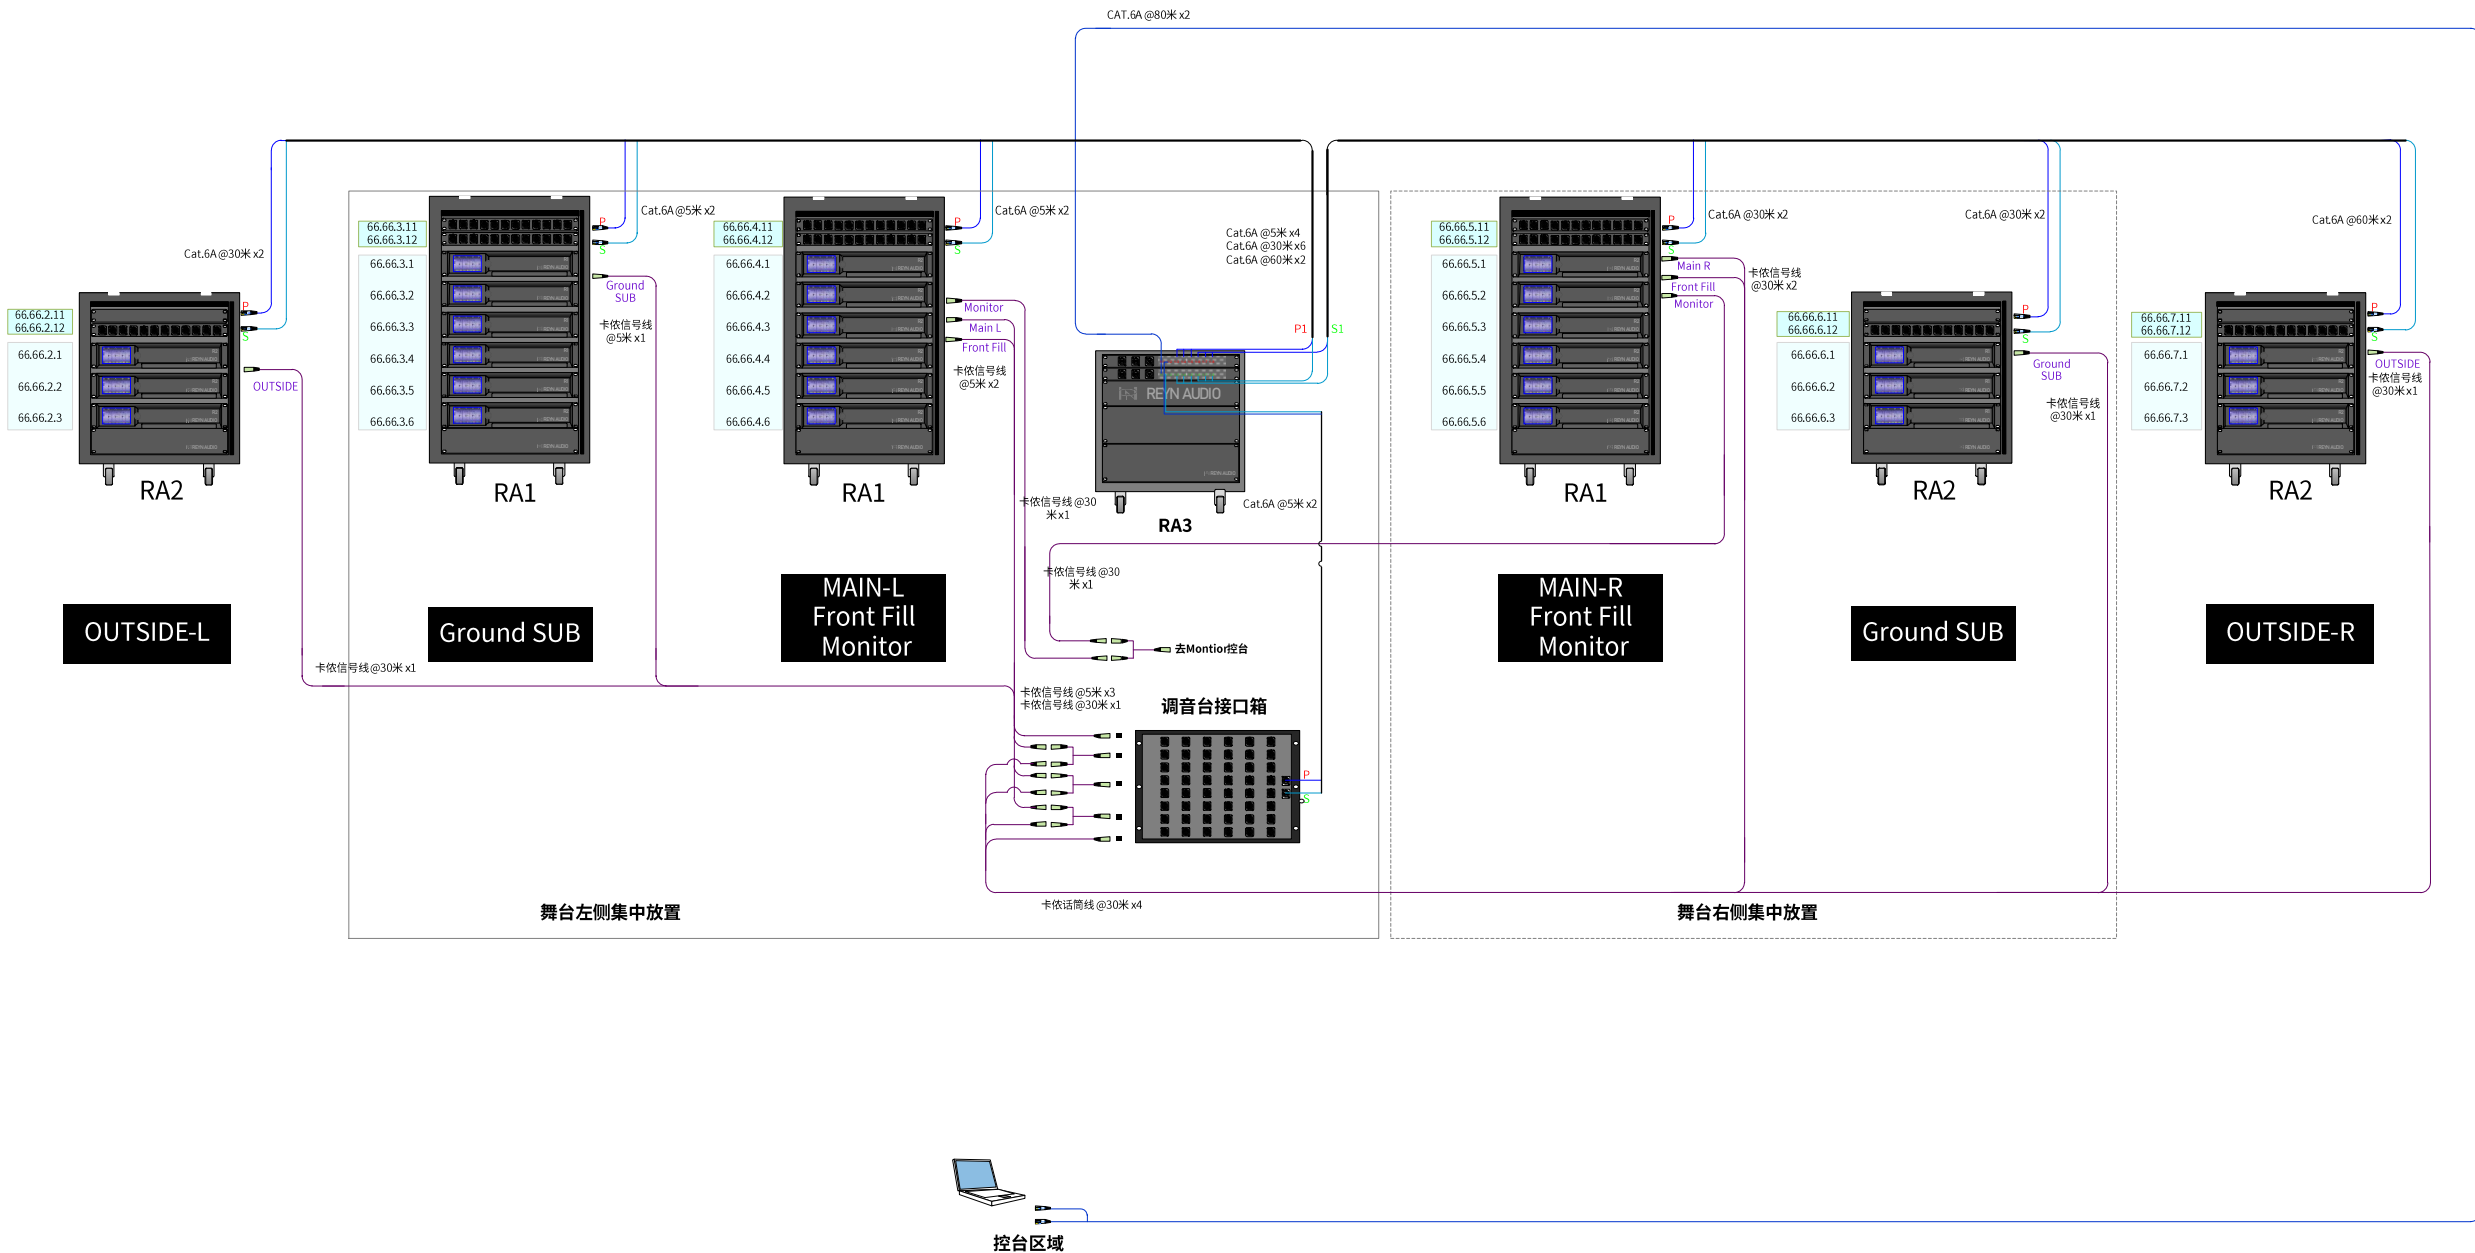 CAT.6A @80米 x2
Cat.6A @30米 x2
66.66.2.11
66.66.2.12
66.66.2.1
66.66.2.2
66.66.2.3
P
S
OUTSIDE
RA2
OUTSIDE-L
卡侬信号线@30米 x1
66.66.3.11
66.66.3.12
66.66.3.1
66.66.3.2
66.66.3.3
66.66.3.4
66.66.3.5
66.66.3.6
P
S
Cat.6A @5米 x2
Ground
SUB
卡侬信号线
@5米 x1
RA1
Ground SUB
66.66.4.11
66.66.4.12
66.66.4.1
66.66.4.2
66.66.4.3
66.66.4.4
66.66.4.5
66.66.4.6
P
S
Cat.6A @5米 x2
Monitor
Main L
Front Fill
卡侬信号线
@5米 x2
RA1
MAIN-L
Front Fill
Monitor
Cat.6A @5米 x4
Cat.6A @30米 x6
Cat.6A @60米 x2
P1
S1
REYN AUDIO
RA3
Cat.6A @5米 x2
卡侬信号线 @30
米 x1
卡侬信号线 @30
米 x1
去Montior控台
卡侬信号线 @5米 x3
卡侬信号线 @30米 x1
调音台接口箱
P
S
卡侬话筒线 @30米 x4
舞台左侧集中放置
66.66.5.11
66.66.5.12
66.66.5.1
66.66.5.2
66.66.5.3
66.66.5.4
66.66.5.5
66.66.5.6
P
S
Cat.6A @30米 x2
Main R
Front Fill
Monitor
卡侬信号线
@30米 x2
RA1
MAIN-R
Front Fill
Monitor
66.66.6.11
66.66.6.12
66.66.6.1
66.66.6.2
66.66.6.3
Cat.6A @30米 x2
P
S
Ground
SUB
卡侬信号线
@30米 x1
RA2
Ground SUB
舞台右侧集中放置
66.66.7.11
66.66.7.12
66.66.7.1
66.66.7.2
66.66.7.3
Cat.6A @60米 x2
P
S
OUTSIDE
卡侬信号线
@30米 x1
RA2
OUTSIDE-R
控台区域